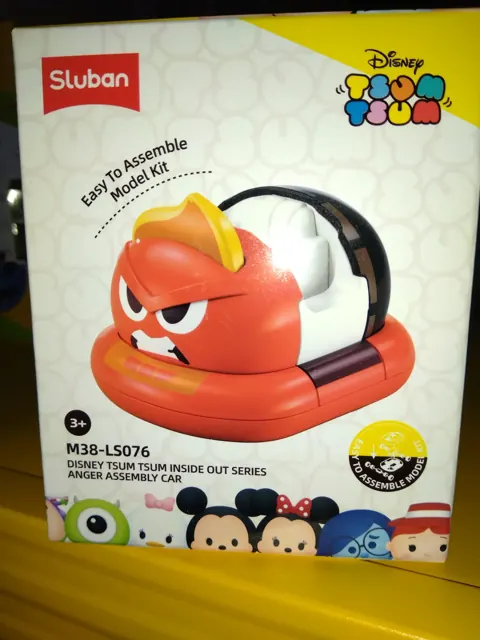 Sluban
Disney
TSUM
TSUM
Easy To Assemble
Model Kit
3+
M38-LS076
DISNEY TSUM TSUM INSIDE OUT SERIES
ANGER ASSEMBLY CAR
EASY TO ASSEMBLE MODEL KIT